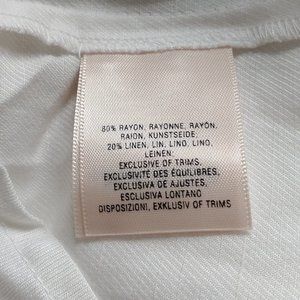 80% RAYON, RAYONNE, RAYÓN,
RAION, KUNSTSEIDE;
20% LINEN, LIN, LINO, LINO,
LEINEN;
EXCLUSIVE OF TRIMS,
EXCLUSIVITÉ DES ÉQUILIBRES,
EXCLUSIVA DE AJUSTES,
ESCLUSIVA LONTANO
DISPOSIZIONI, EXKLUSIV OF TRIMS